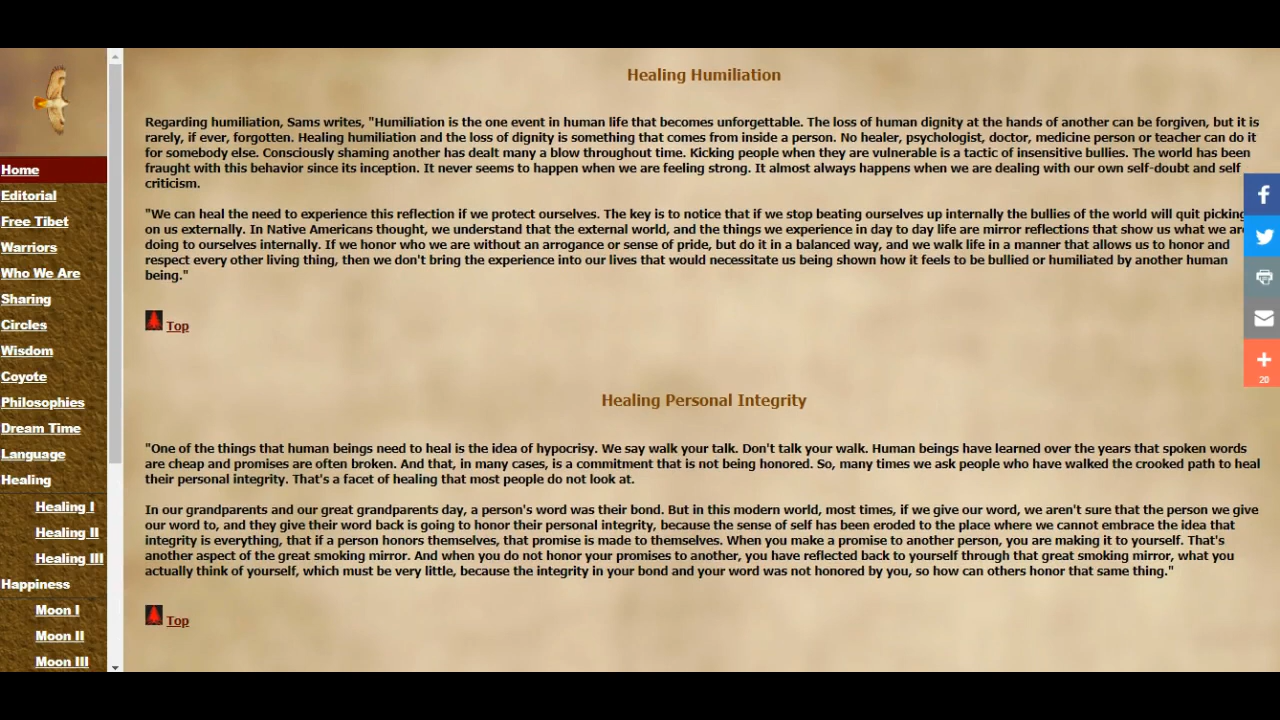 Home
Editorial
Free Tibet
Warriors
Who We Are
Sharing
Circles
Wisdom
Coyote
Philosophies
Dream Time
Language
Healing
Healing I
Healing II
Healing III
Happiness
Moon I
Moon II
Moon III
Healing Humiliation
Regarding humiliation, Sams writes, "Humiliation is the one event in human life that becomes unforgettable. The loss of human dignity at the hands of another can be forgiven, but it is
rarely, if ever, forgotten. Healing humiliation and the loss of dignity is something that comes from inside a person. No healer, psychologist, doctor, medicine person or teacher can do it
for somebody else. Consciously shaming another has dealt many a blow throughout time. Kicking people when they are vulnerable is a tactic of insensitive bullies. The world has been
fraught with this behavior since its inception. It never seems to happen when we are feeling strong. It almost always happens when we are dealing with our own self-doubt and self
criticism.
"We can heal the need to experience this reflection if we protect ourselves. The key is to notice that if we stop beating ourselves up internally the bullies of the world will quit picking
on us externally. In Native Americans thought, we understand that the external world, and the things we experience in day to day life are mirror reflections that show us what we are
doing to ourselves internally. If we honor who we are without an arrogance or sense of pride, but do it in a balanced way, and we walk life in a manner that allows us to honor and
respect every other living thing, then we don't bring the experience into our lives that would necessitate us being shown how it feels to be bullied or humiliated by another human
being."
Top
Healing Personal Integrity
"One of the things that human beings need to heal is the idea of hypocrisy. We say walk your talk. Don't talk your walk. Human beings have learned over the years that spoken words
are cheap and promises are often broken. And that, in many cases, is a commitment that is not being honored. So, many times we ask people who have walked the crooked path to heal
their personal integrity. That's a facet of healing that most people do not look at.
In our grandparents and our great grandparents day, a person's word was their bond. But in this modern world, most times, if we give our word, we aren't sure that the person we give
our word to, and they give their word back is going to honor their personal integrity, because the sense of self has been eroded to the place where we cannot embrace the idea that
integrity is everything, that if a person honors themselves, that promise is made to themselves. When you make a promise to another person, you are making it to yourself. That's
another aspect of the great smoking mirror. And when you do not honor your promises to another, you have reflected back to yourself through that great smoking mirror, what you
actually think of yourself, which must be very little, because the integrity in your bond and your word was not honored by you, so how can others honor that same thing."
Top
20